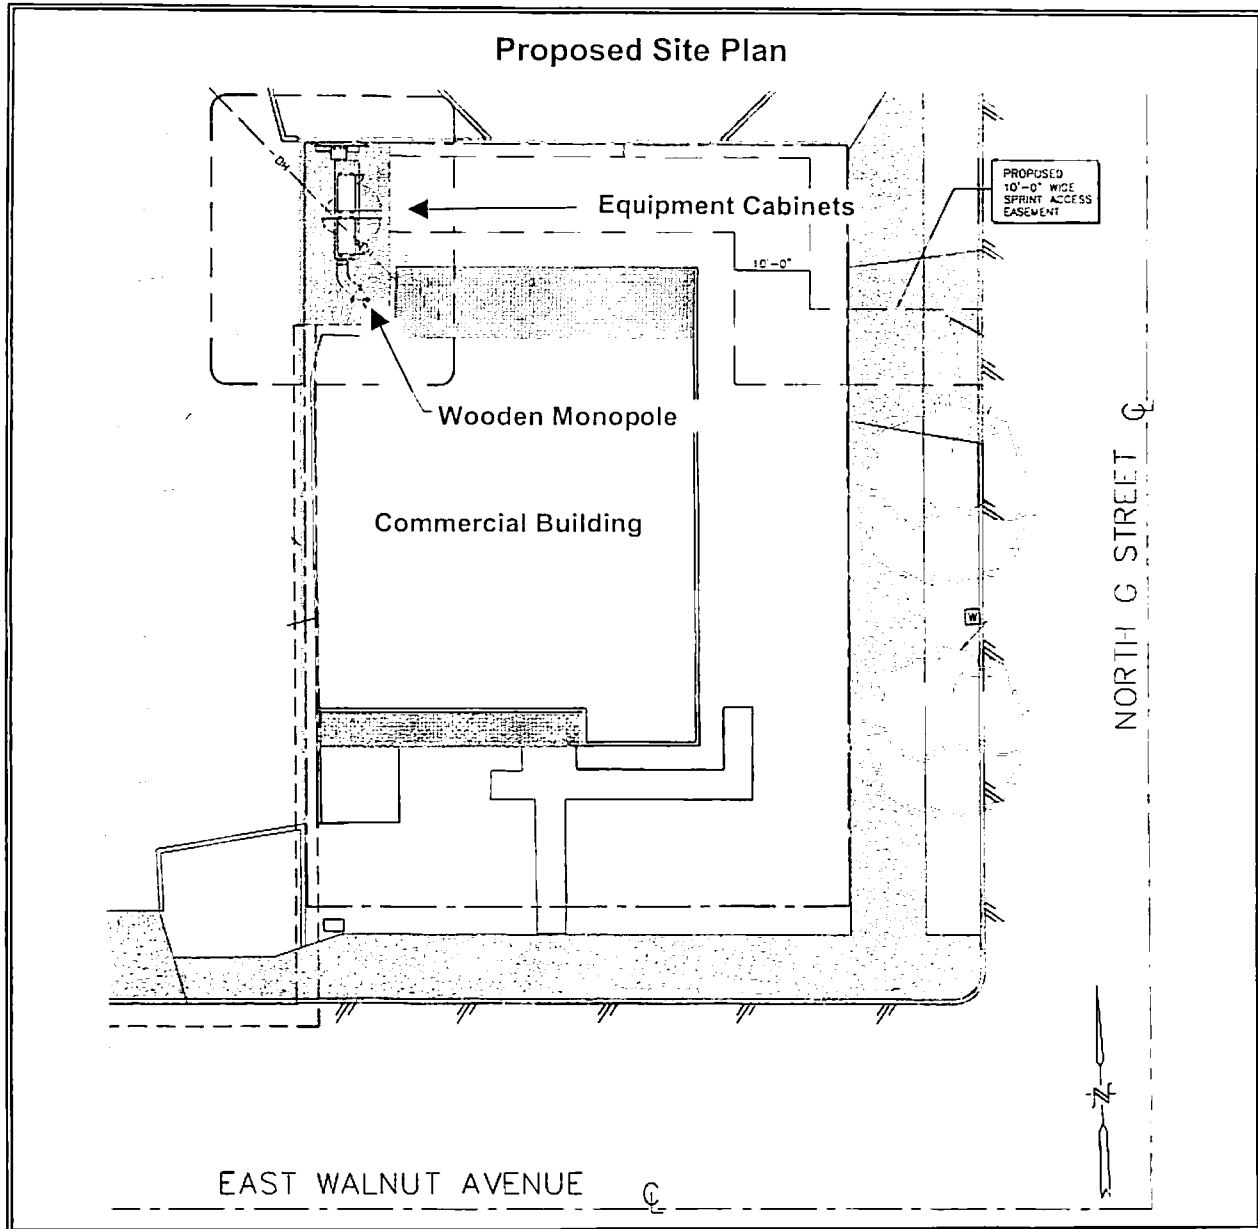 Proposed Site Plan
OH
PROPOSED
10'-0" WIDE
SPRINT ACCESS
EASEMENT
Equipment Cabinets
10'-0"
Wooden Monopole
Commercial Building
NORTH G STREET
W
N
EAST WALNUT AVENUE